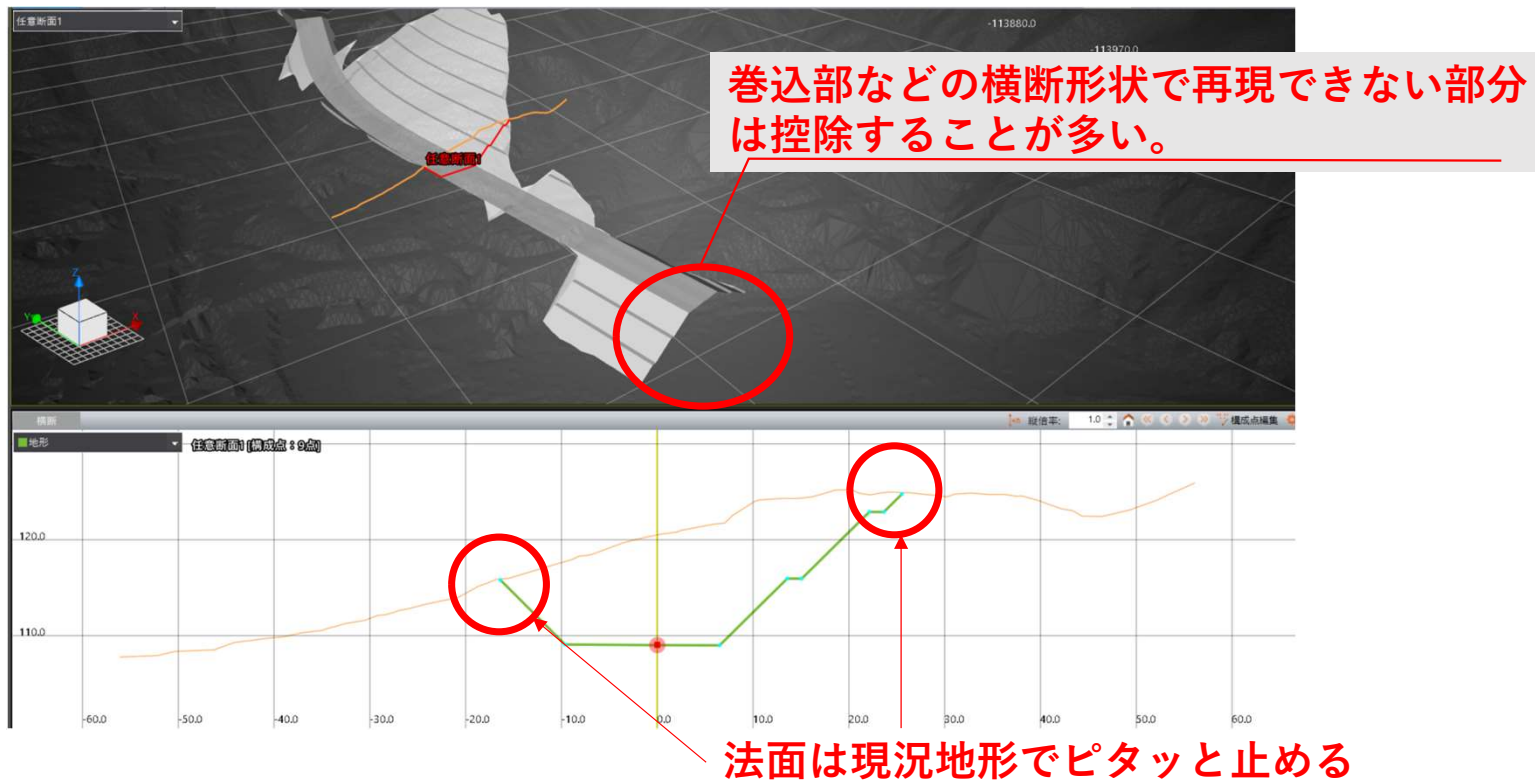 任意断面1
-113880.0
-113970.0
巻込部などの横断形状で再現できない部分
は控除することが多い。
任意断面1
Z
Y
X
横断
縦倍率: 1.0 構成点編集
地形
任意断面1 [構成点：9点]
120.0
110.0
-60.0 -50.0 -40.0 -30.0 -20.0 -10.0 0.0 10.0 20.0 30.0 40.0 50.0 60.0
法面は現況地形でピタッと止める